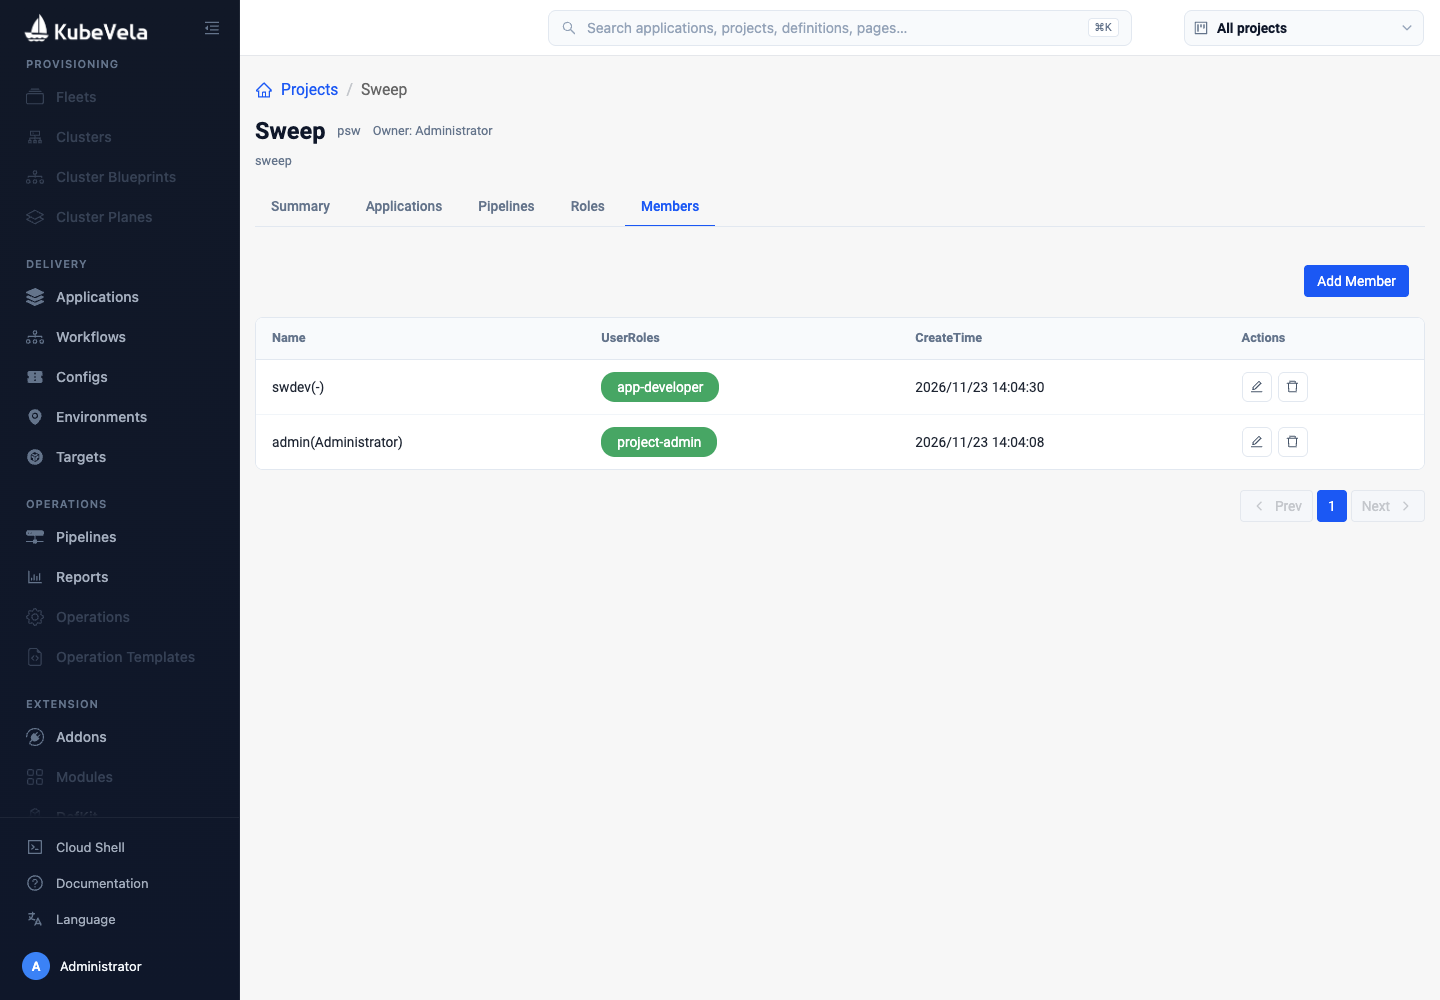 KubeVela
Search applications, projects, definitions, pages...
⌘K
All projects
PROVISIONING
Fleets
Clusters
Cluster Blueprints
Cluster Planes
DELIVERY
Applications
Workflows
Configs
Environments
Targets
OPERATIONS
Pipelines
Reports
Operations
Operation Templates
EXTENSION
Addons
Modules
Cloud Shell
Documentation
Language
A Administrator
Projects / Sweep
Sweep psw Owner: Administrator
sweep
Summary Applications Pipelines Roles Members
Add Member
Name UserRoles CreateTime Actions
swdev(-) app-developer 2026/11/23 14:04:30
admin(Administrator) project-admin 2026/11/23 14:04:08
Prev 1 Next